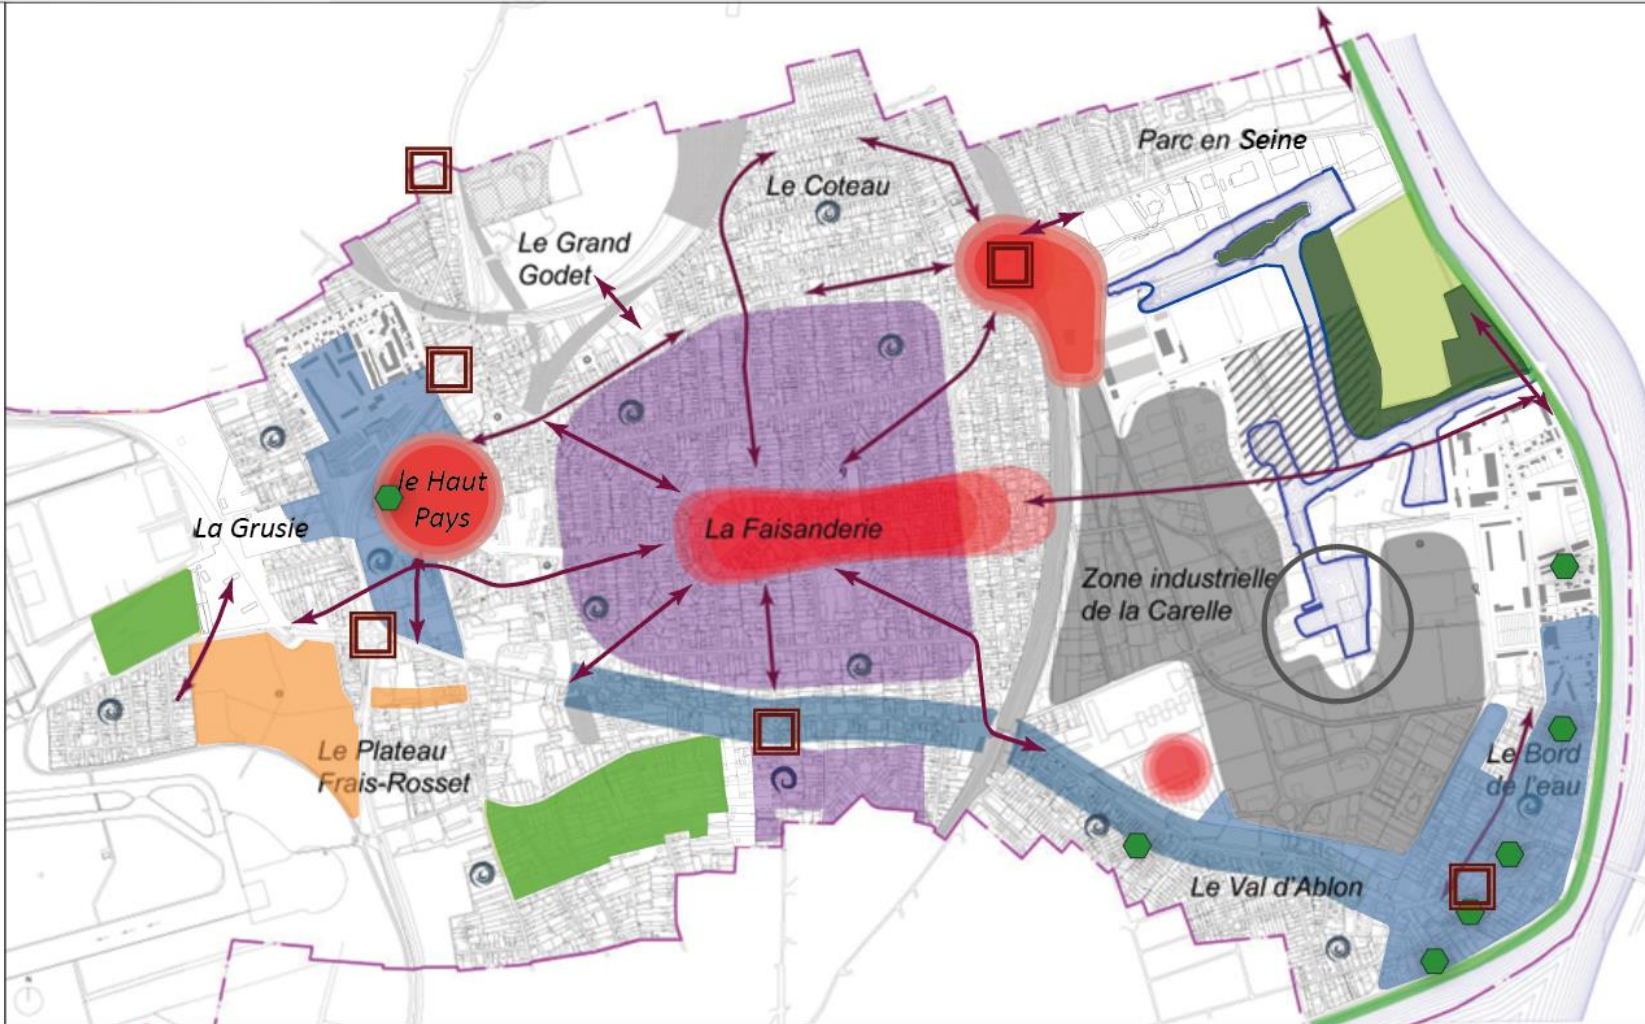 Parc en Seine
Le Coteau
Le Grand
Godet
le Haut
Pays
La Grusie
La Faisanderie
Zone industrielle
de la Carelle
Le Plateau
Frais-Rosset
Le Bord
de l'eau
Le Val d'Ablon